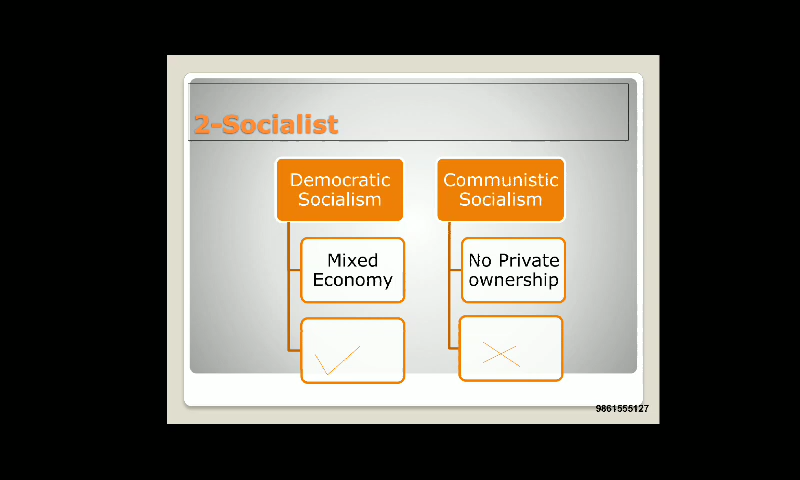 2-Socialist
Democratic
Socialism
Mixed
Economy
Communistic
Socialism
No Private
ownership
9861555127